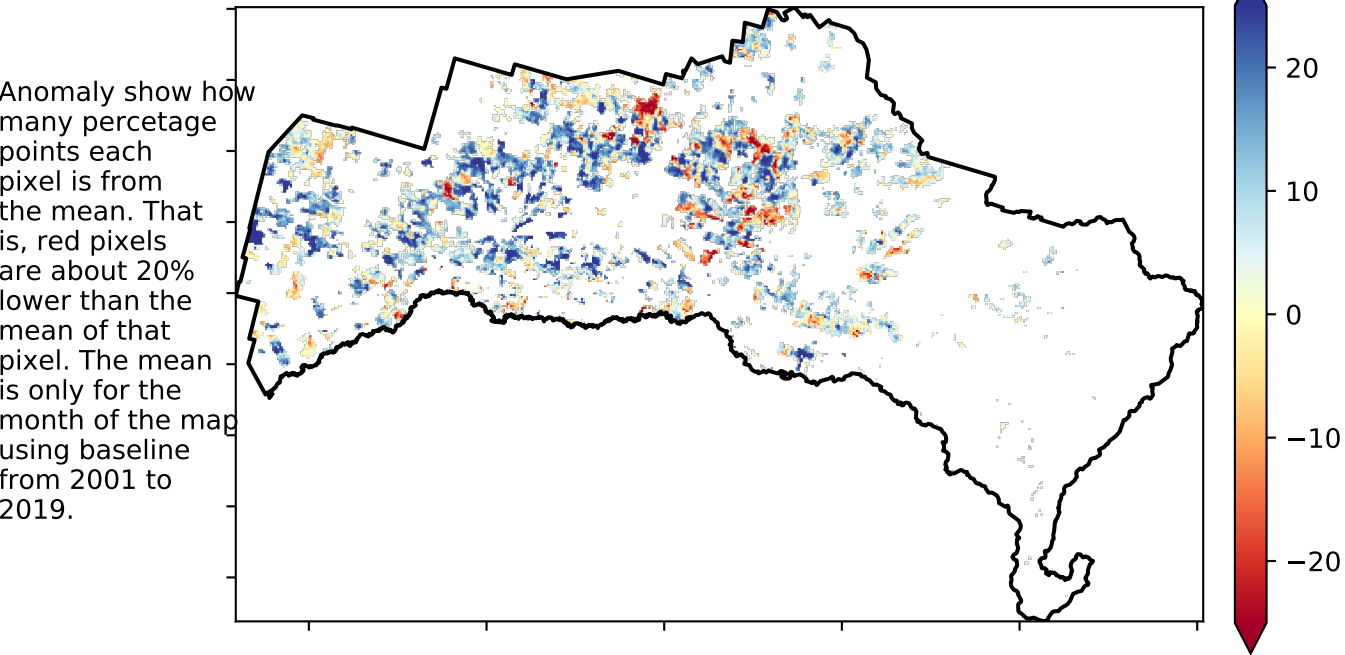 Anomaly show how
many percetage
points each
pixel is from
the mean. That
is, red pixels
are about 20%
lower than the
mean of that
pixel. The mean
is only for the
month of the map
using baseline
from 2001 to
2019.
20
10
0
−10
−20